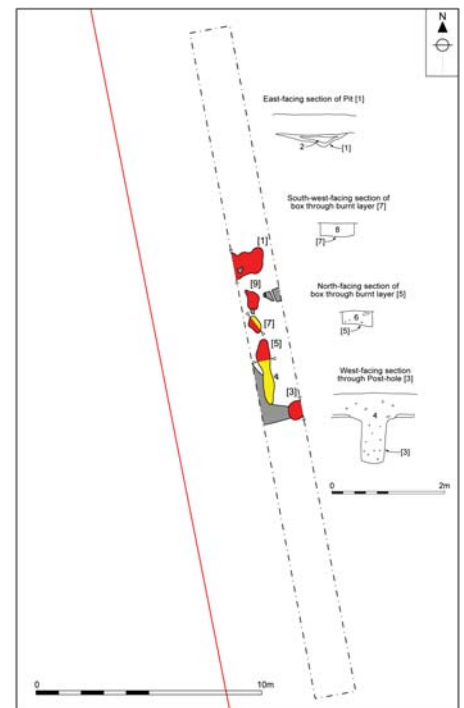 N
East-facing section of Pit [1]
2
[1]
South-west-facing section of
box through burnt layer [7]
8
[7]
[1]
[9]
[7]
North-facing section of
box through burnt layer [5]
6
[5]
[5]
4
[3]
West-facing section
through Post-hole [3]
4
[3]
0 2m
0 10m